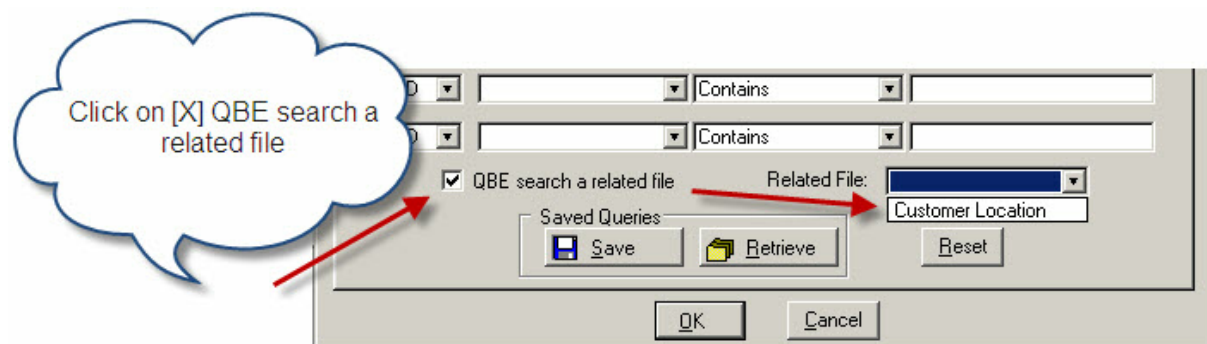 Click on [X] QBE search a
related file
Contains
Contains
QBE search a related file Related File:
Customer Location
Saved Queries
Save Retrieve Reset
OK Cancel